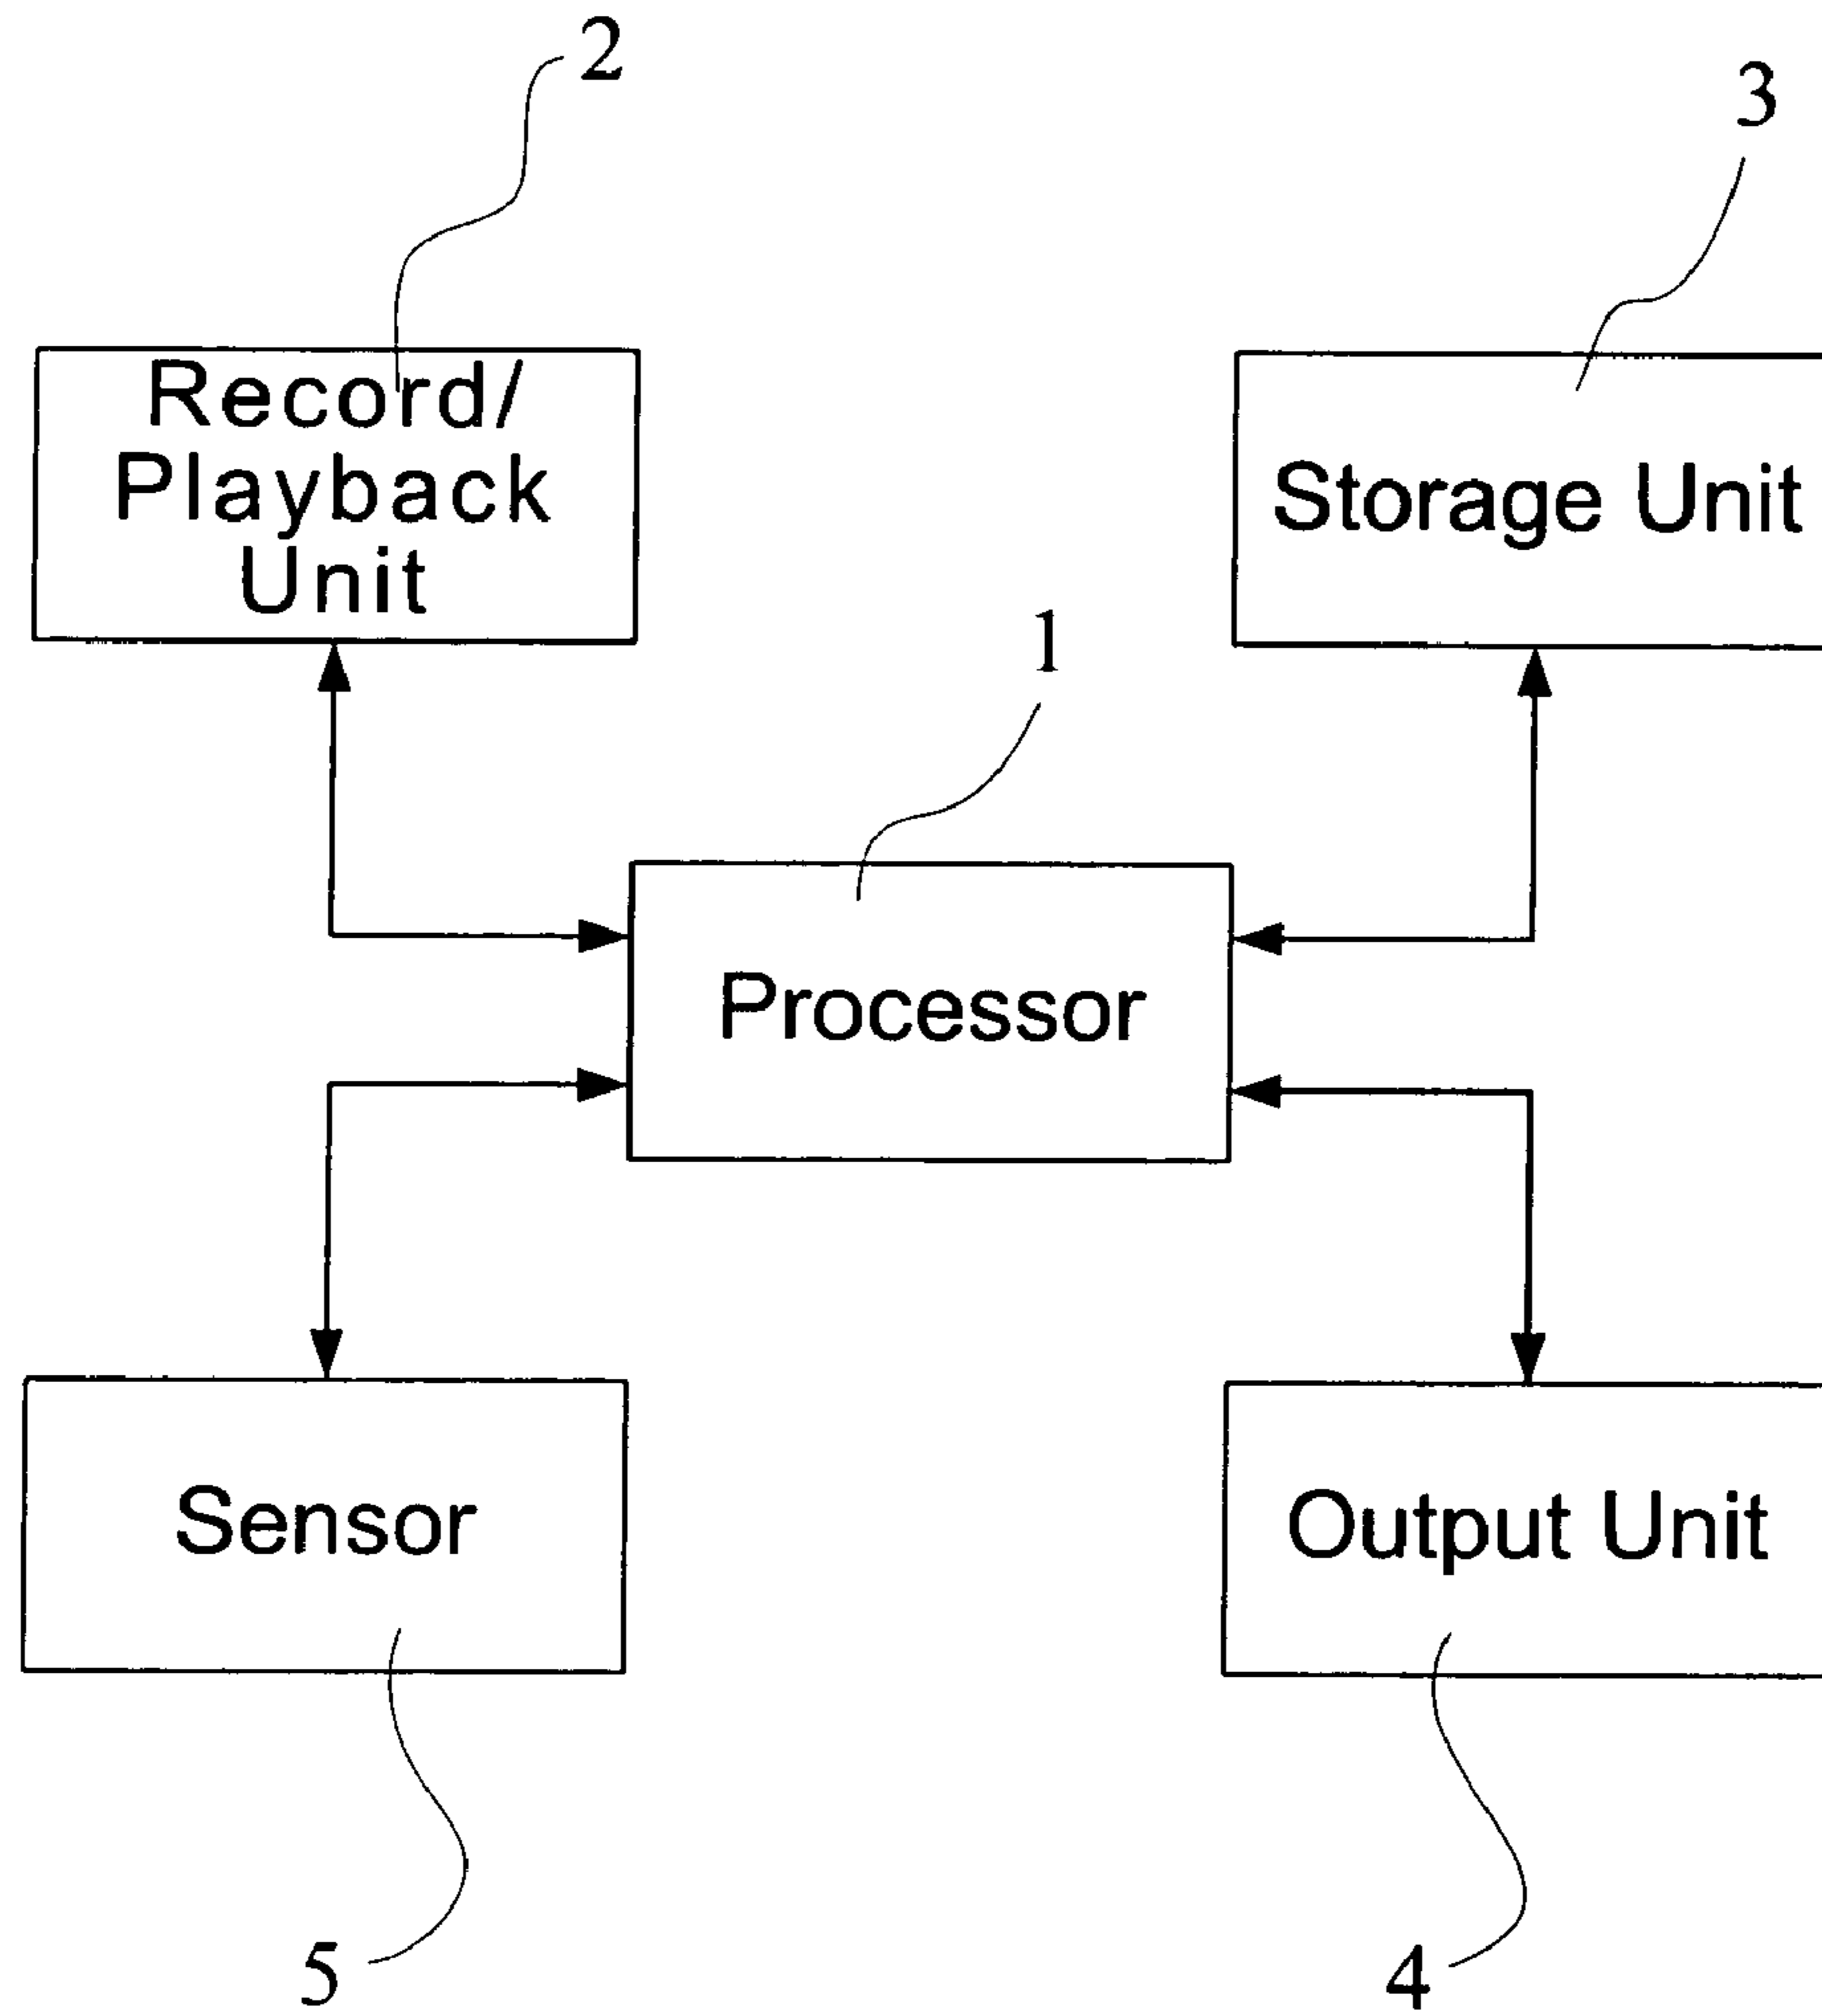 2
3
Record/
Playback
Unit
Storage Unit
1
Processor
Sensor
Output Unit
5
4